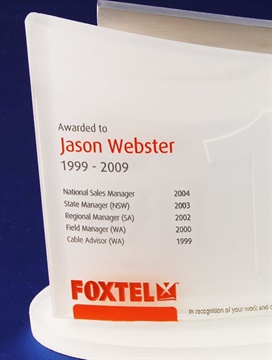 Awarded to
Jason Webster
1999 - 2009
National Sales Manager 2004
State Manager (NSW) 2003
Regional Manager (SA) 2002
Field Manager (WA) 2000
Cable Advisor (WA) 1999
FOXTEL
In recognition of your work and